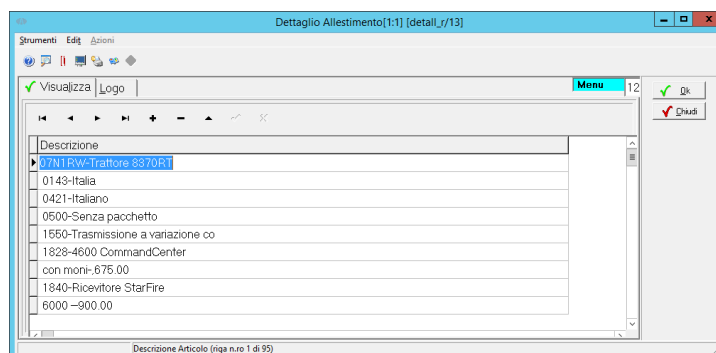 Dettaglio Allestimento[1:1] [detall_r/13]
Strumenti Edit Azioni
Visualizza Logo
Menu 12
Ok
Chiudi
Descrizione
07N1RW-Trattore 8370RT
0143-Italia
0421-Italiano
0500-Senza pacchetto
1550-Trasmissione a variazione co
1828-4600 CommandCenter
con moni-,675.00
1840-Ricevitore StarFire
6000 –900.00
Descrizione Articolo (riga n.ro 1 di 95)